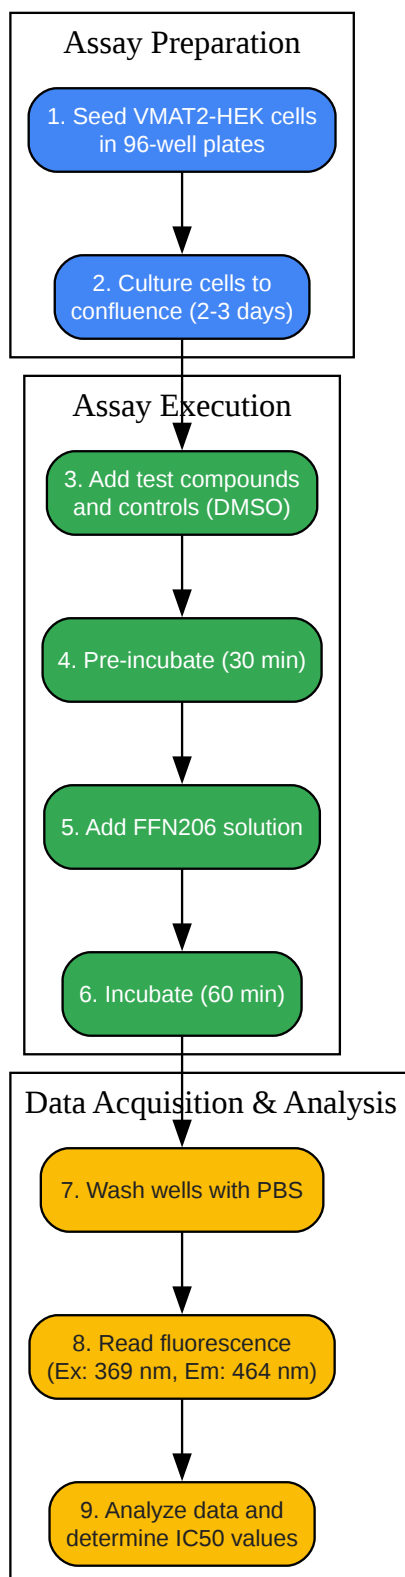 Assay Preparation
1. Seed VMAT2-HEK cells
in 96-well plates
2. Culture cells to
confluence (2-3 days)
Assay Execution
3. Add test compounds
and controls (DMSO)
4. Pre-incubate (30 min)
5. Add FFN206 solution
6. Incubate (60 min)
Data Acquisition & Analysis
7. Wash wells with PBS
8. Read fluorescence
(Ex: 369 nm, Em: 464 nm)
9. Analyze data and
determine IC50 values